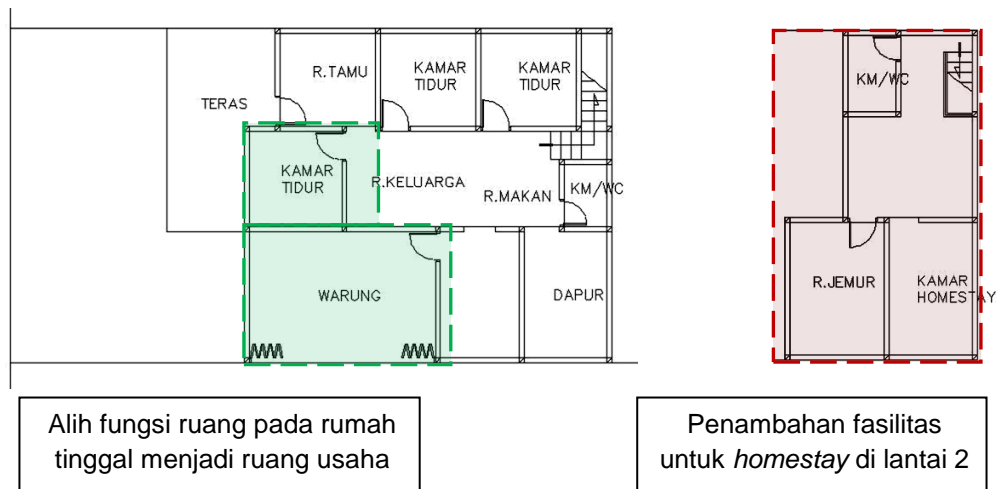 R.TAMU
KAMAR
TIDUR
KAMAR
TIDUR
TERAS
KAMAR
TIDUR
R.KELUARGA
R.MAKAN
KM/WC
WARUNG
DAPUR
KM/WC
R.JEMUR
KAMAR
HOMESTAY
Alih fungsi ruang pada rumah
tinggal menjadi ruang usaha
Penambahan fasilitas
untuk homestay di lantai 2